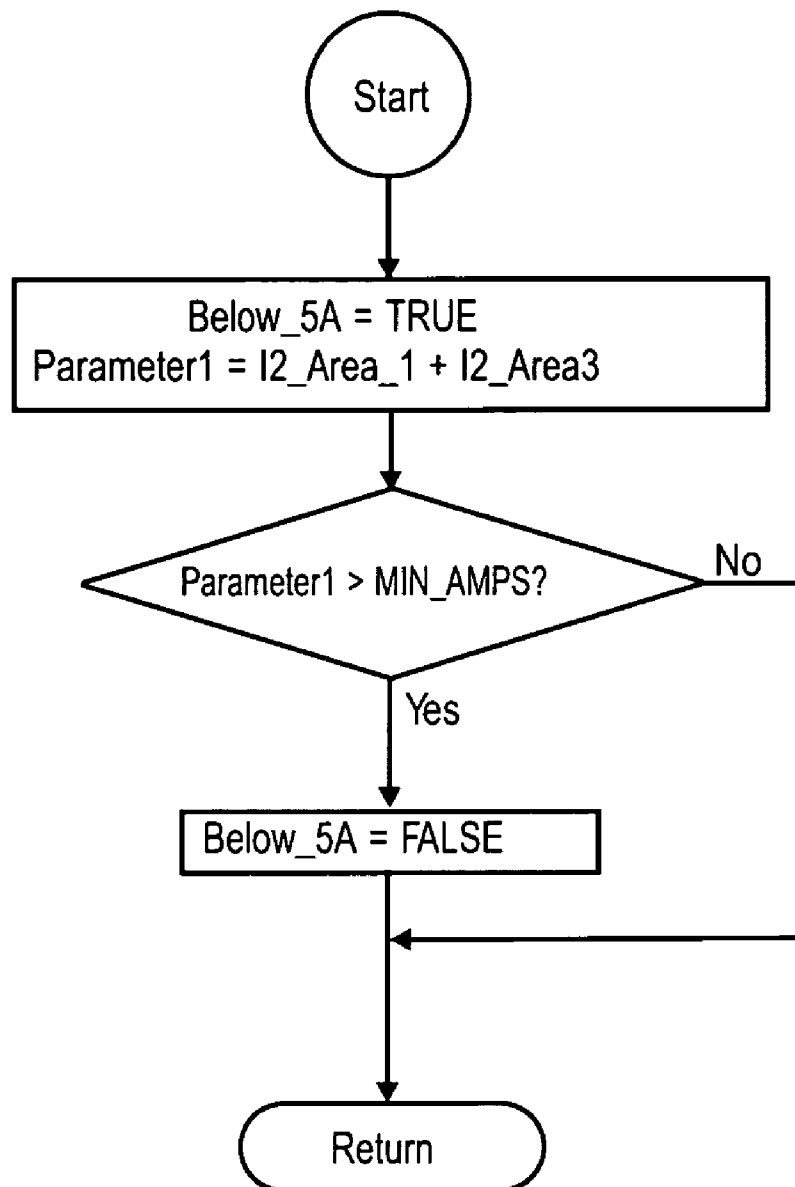 Start
Below_5A = TRUE
Parameter1 = I2_Area_1 + I2_Area3
Parameter1 > MIN_AMPS?
No
Yes
Below_5A = FALSE
Return